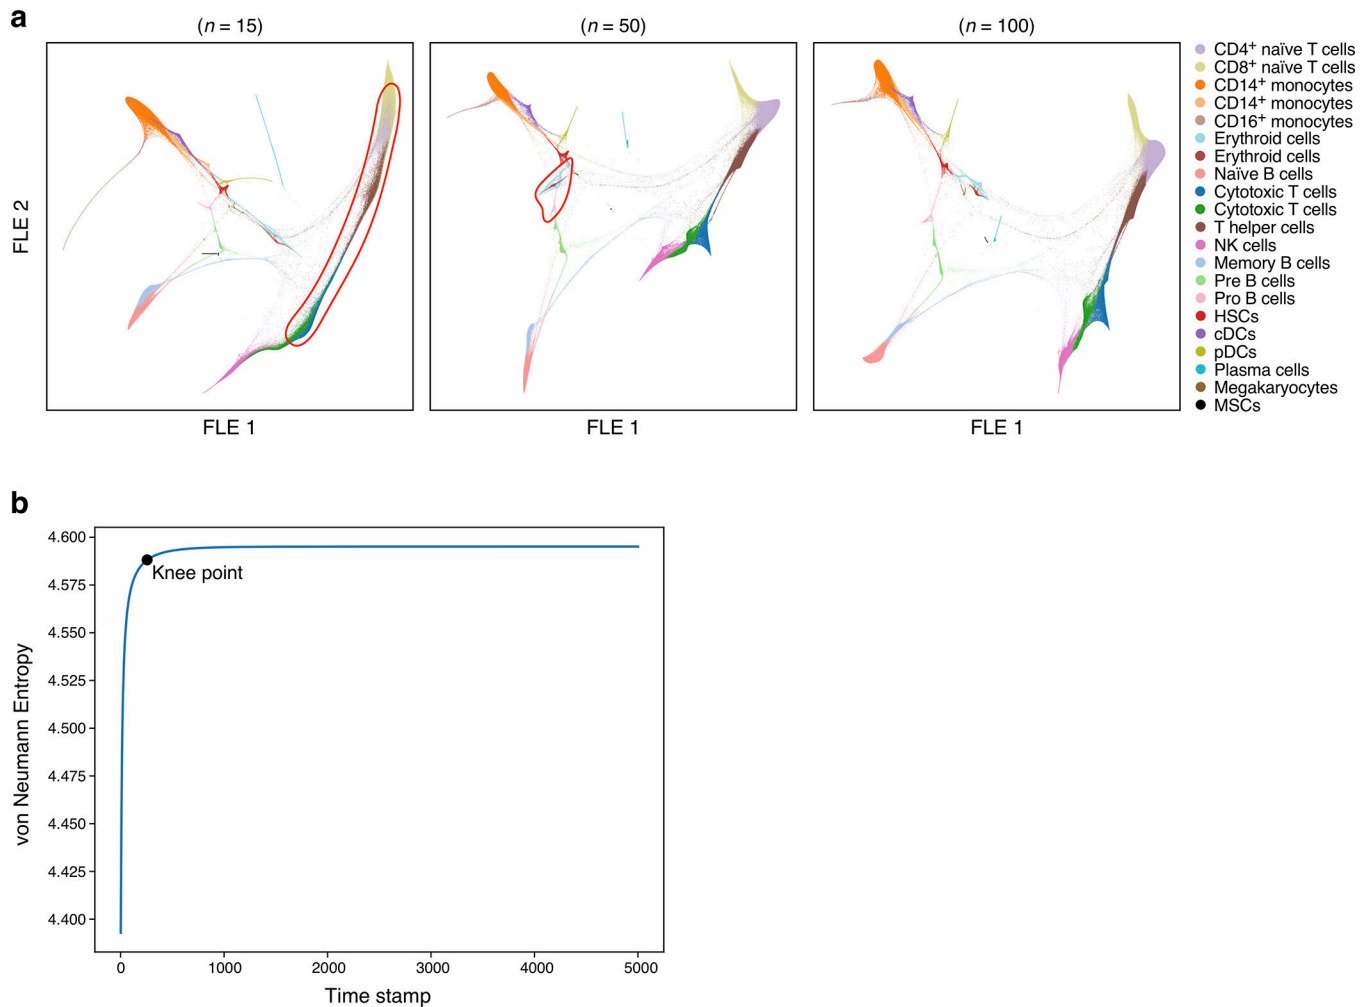 a
(n = 15)
(n = 50)
(n = 100)
FLE 2
FLE 1
FLE 1
FLE 1
CD4⁺ naïve T cells
CD8⁺ naïve T cells
CD14⁺ monocytes
CD14⁺ monocytes
CD16⁺ monocytes
Erythroid cells
Erythroid cells
Naïve B cells
Cytotoxic T cells
Cytotoxic T cells
T helper cells
NK cells
Memory B cells
Pre B cells
Pro B cells
HSCs
cDCs
pDCs
Plasma cells
Megakaryocytes
MSCs
b
von Neumann Entropy
4.600
4.575
4.550
4.525
4.500
4.475
4.450
4.425
4.400
Knee point
0
1000
2000
3000
4000
5000
Time stamp